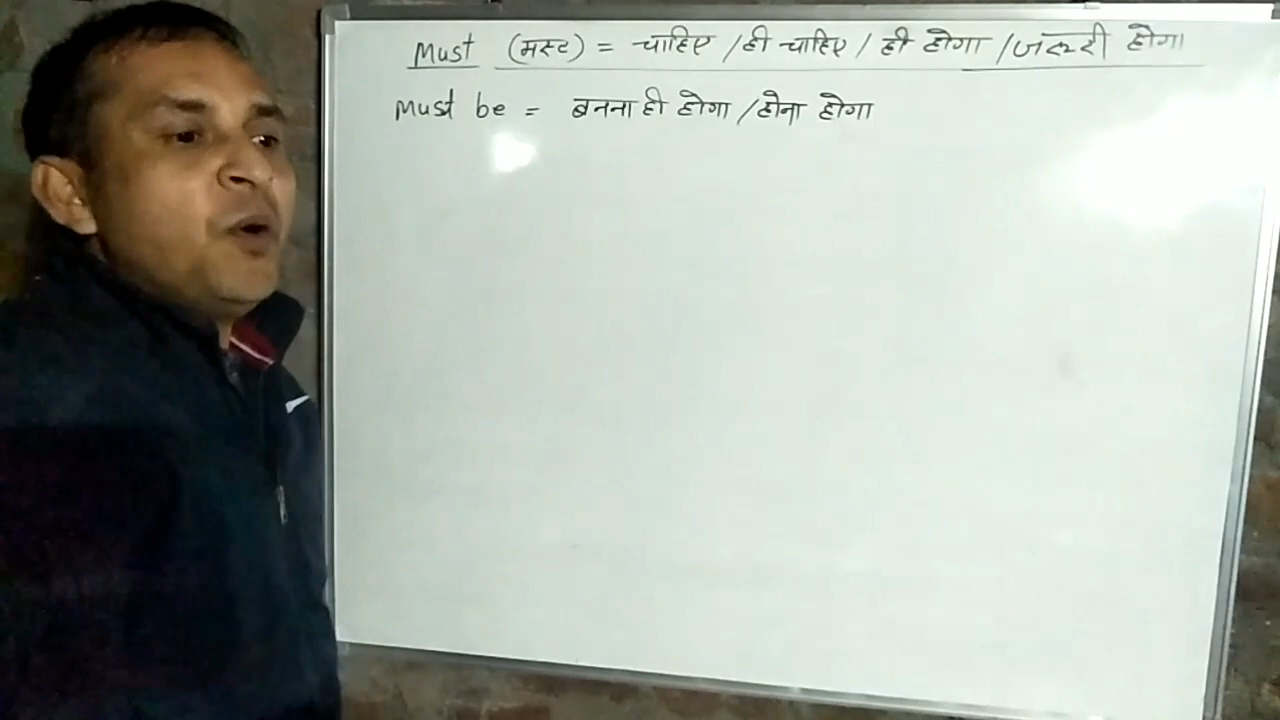 Must (मस्ट) = चाहिए / ही चाहिए / ही होगा / जरूरी होगा
Must be = बनना ही होगा / होना होगा